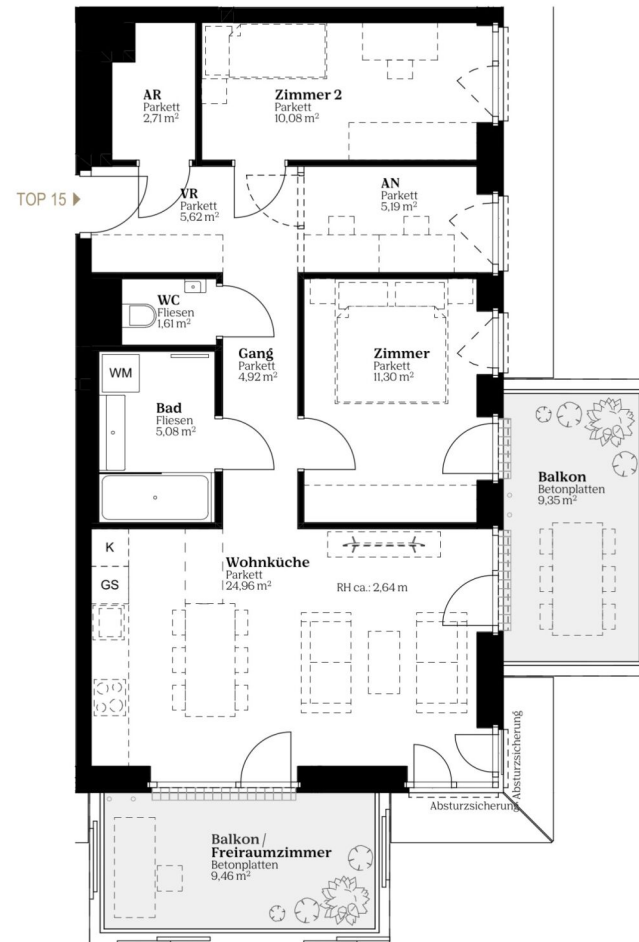 AR
Parkett
2,71 m²
Zimmer 2
Parkett
10,08 m²
TOP 15
VR
Parkett
5,62 m²
AN
Parkett
5,19 m²
WC
Fliesen
1,61 m²
Gang
Parkett
4,92 m²
Zimmer
Parkett
11,30 m²
WM
Bad
Fliesen
5,08 m²
Balkon
Betonplatten
9,35 m²
K
GS
Wohnküche
Parkett
24,96 m²
RH ca.: 2,64 m
Absturzsicherung
Absturzsicherung
Balkon /
Freiraumzimmer
Betonplatten
9,46 m²